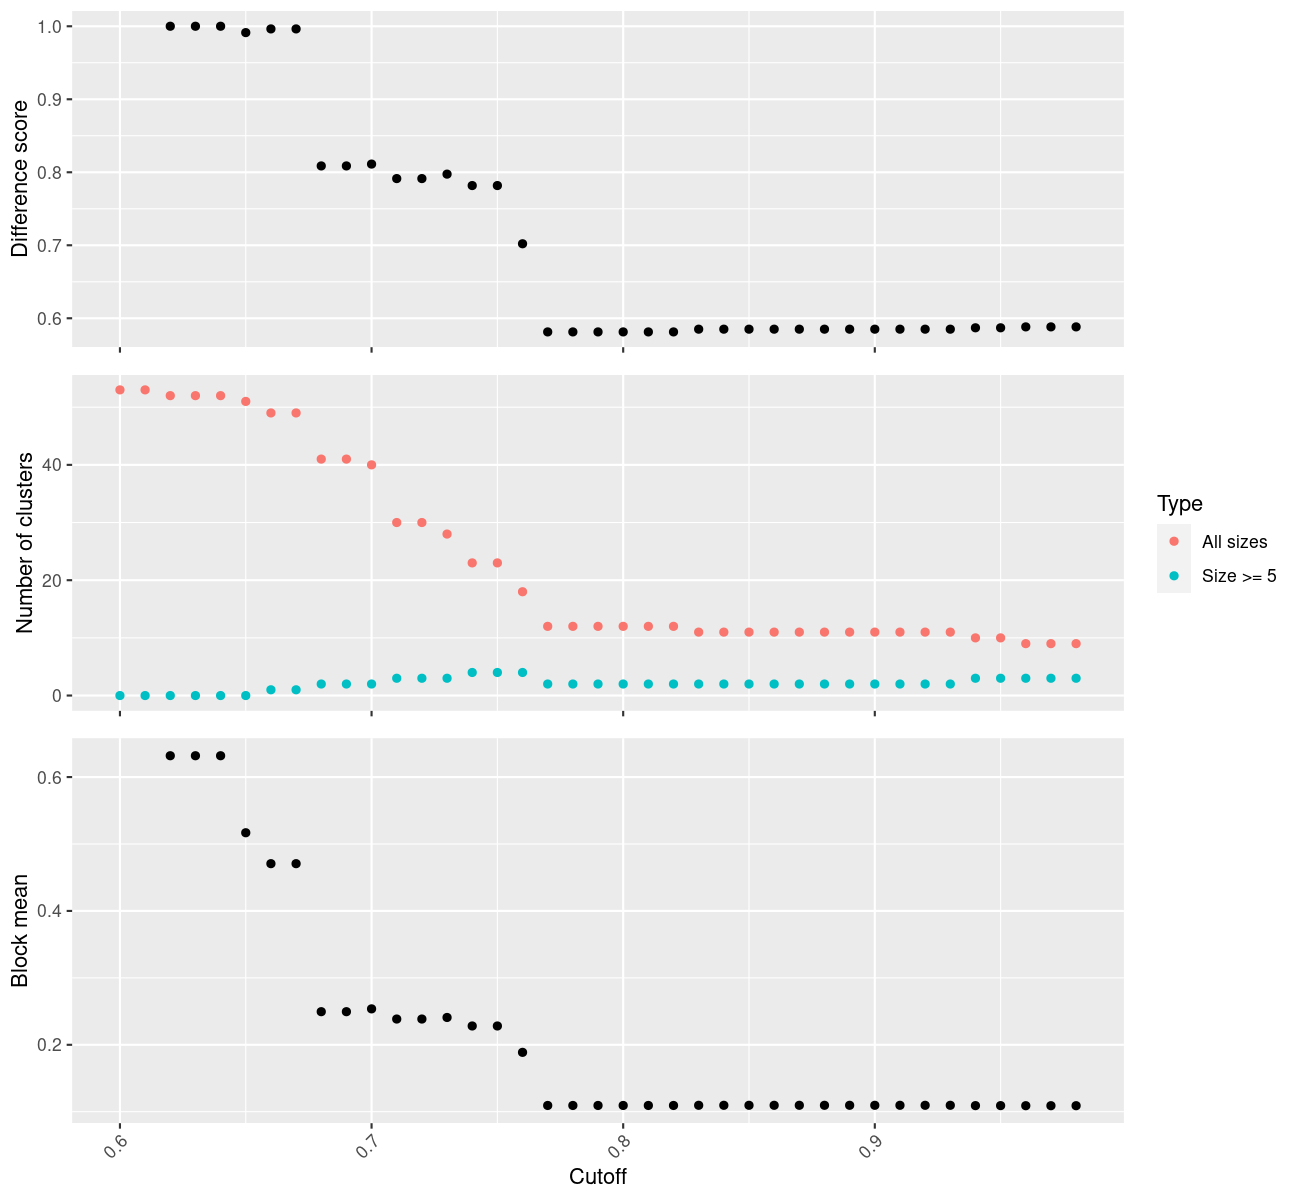 Difference score
1.0
0.9
0.8
0.7
0.6
Number of clusters
40
20
0
Type
All sizes
Size >= 5
Block mean
0.6
0.4
0.2
0.6
0.7
0.8
0.9
Cutoff